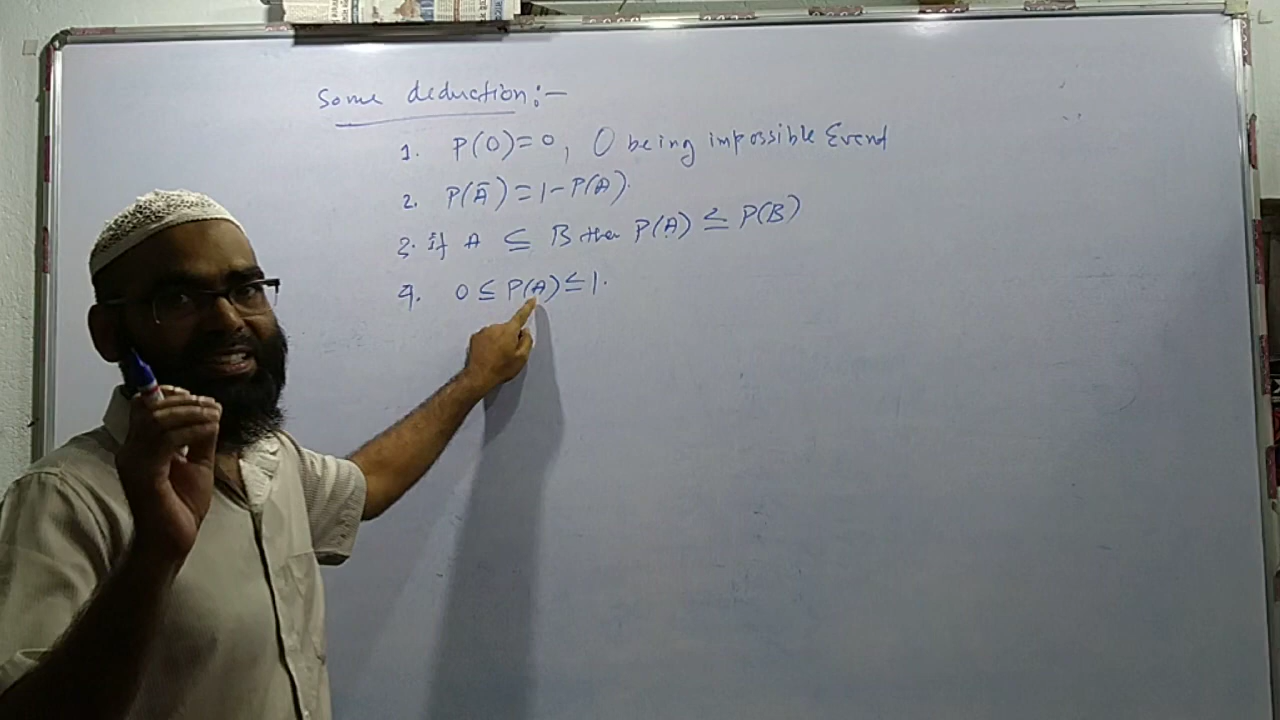 Some deduction:-
1. P(O)=0, O being impossible Event
2. P(Ā)=1-P(A).
3. if A ⊆ B then P(A) ≤ P(B)
4. 0≤P(A)≤1.